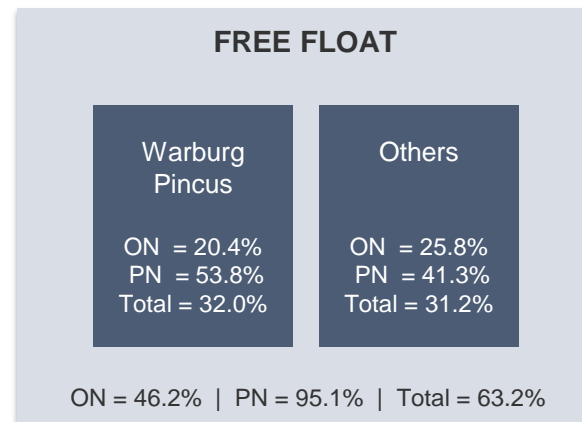 FREE FLOAT
Warburg
Pincus
ON = 20.4%
PN = 53.8%
Total = 32.0%
Others
ON = 25.8%
PN = 41.3%
Total = 31.2%
ON = 46.2% | PN = 95.1% | Total = 63.2%